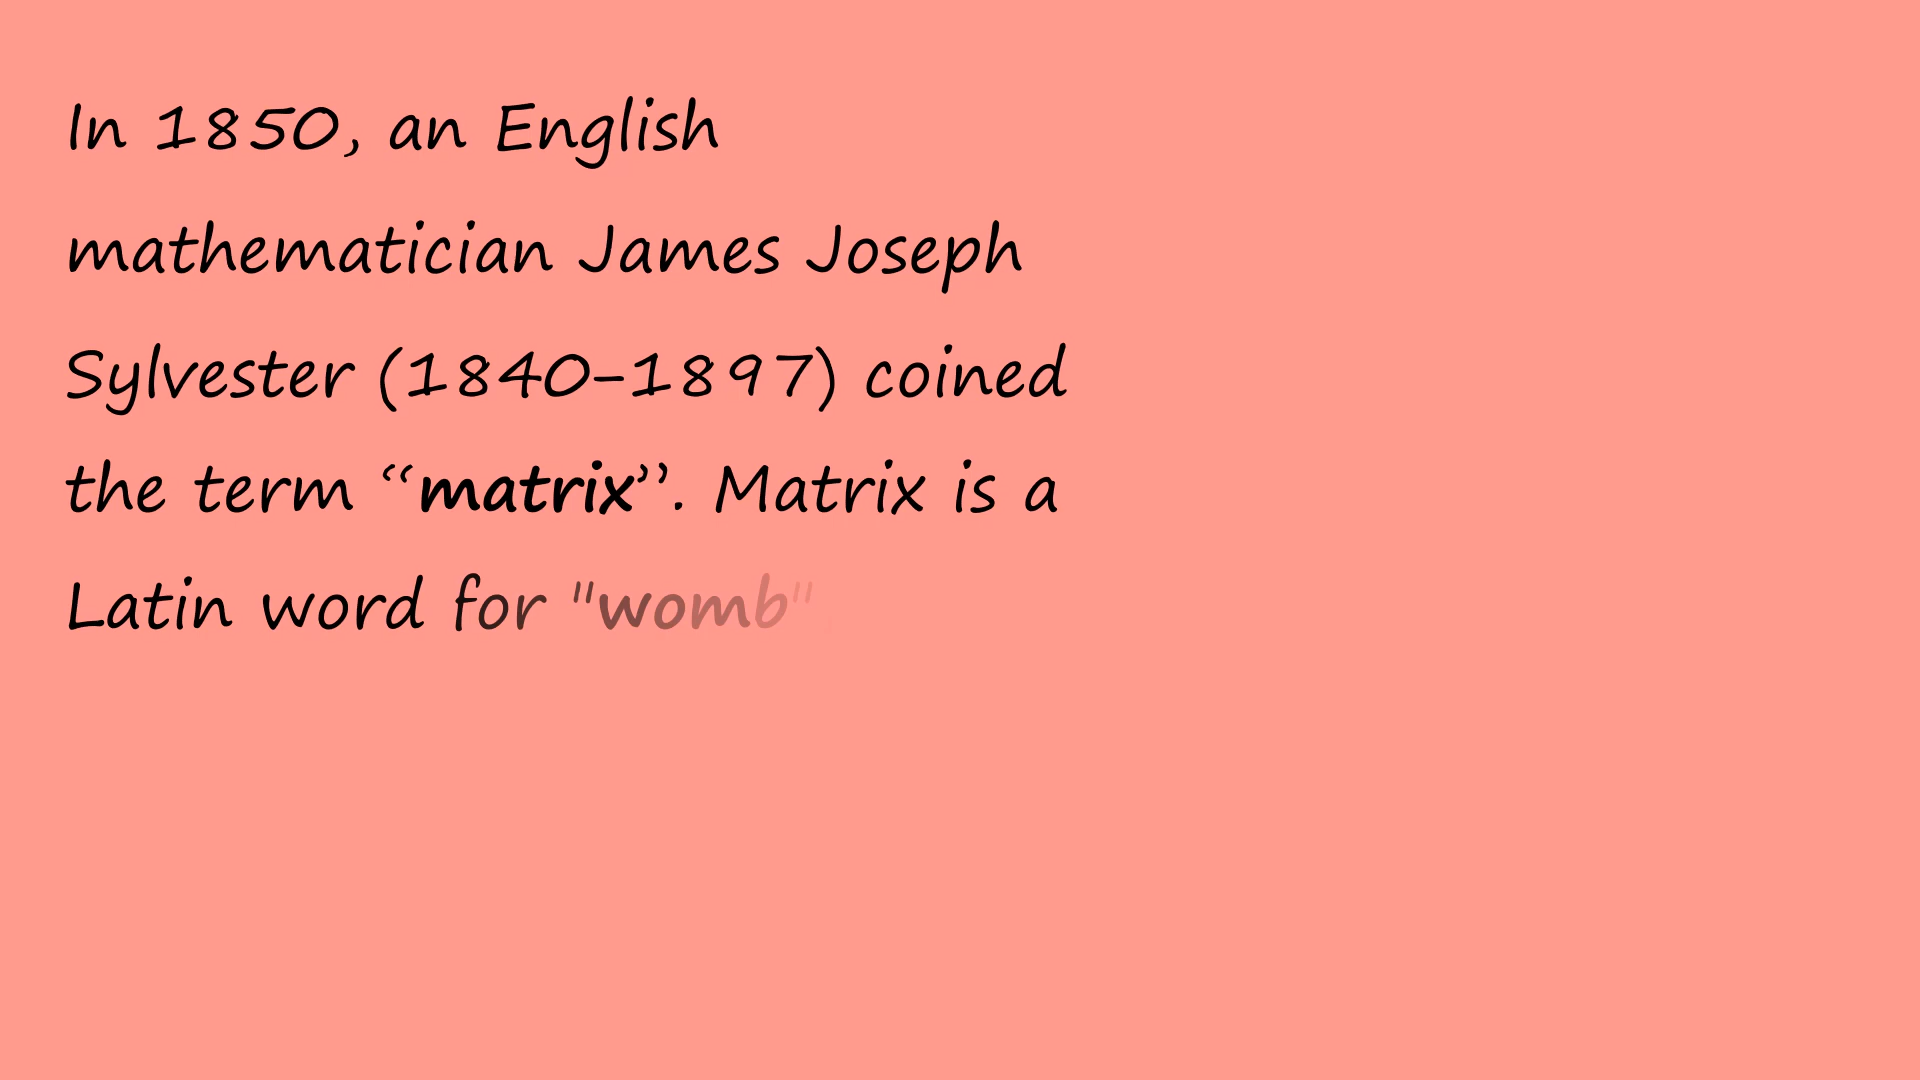 In 1850, an English
mathematician James Joseph
Sylvester (1840-1897) coined
the term “matrix”. Matrix is a
Latin word for "womb"